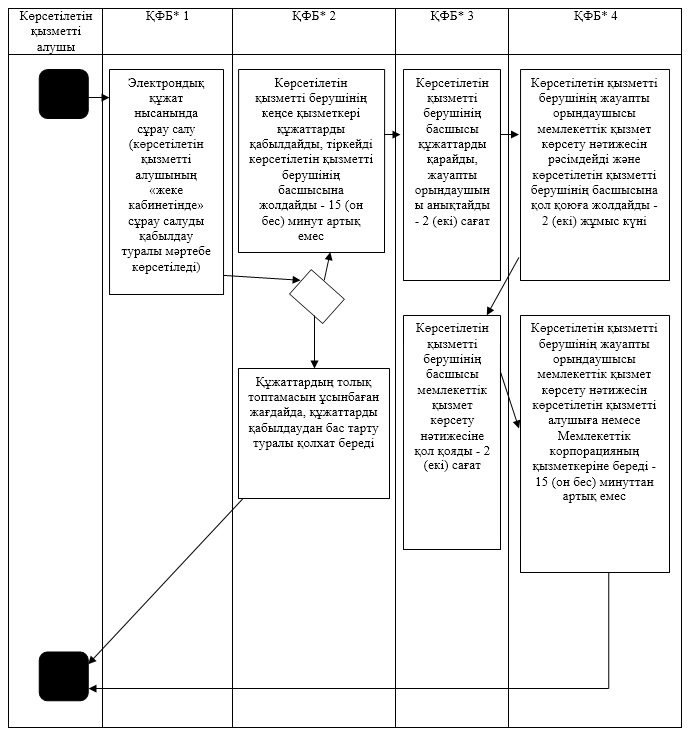 Көрсетілетін
қызметті
алушы
ҚФБ* 1
ҚФБ* 2
ҚФБ* 3
ҚФБ* 4
Электрондық
құжат
нысанында
сұрау салу
(көрсетілетін
қызметті
алушының
«жеке
кабинетінде»
сұрау салуды
қабылдау
туралы мәртебе
көрсетіледі)
Көрсетілетін
қызметті берушінің
кеңсе қызметкері
құжаттарды
қабылдайды, тіркейді
көрсетілетін қызметті
берушінің
басшысына
жолдайды - 15 (он
бес) минут артық
емес
Көрсетілетін
қызметті
берушінің
басшысы
құжаттарды
қарайды,
жауапты
орындаушын
ы анықтайды
- 2 (екі) сағат
Көрсетілетін қызметті
берушінің жауапты
орындаушысы
мемлекеттік қызмет
көрсету нәтижесін
рәсімдейді және
көрсетілетін қызметті
берушінің басшысына
қол қоюға жолдайды -
2 (екі) жұмыс күні
Құжаттардың толық
топтамасын ұсынбаған
жағдайда, құжаттарды
қабылдаудан бас тарту
туралы қолхат береді
Көрсетілетін
қызметті
берушінің
басшысы
мемлекеттік
қызмет
көрсету
нәтижесіне
қол қояды - 2
(екі) сағат
Көрсетілетін қызметті
берушінің жауапты
орындаушысы
мемлекеттік қызмет
көрсету нәтижесін
көрсетілетін қызметті
алушыға немесе
Мемлекеттік
корпорацияның
қызметкеріне береді -
15 (он бес) минуттан
артық емес